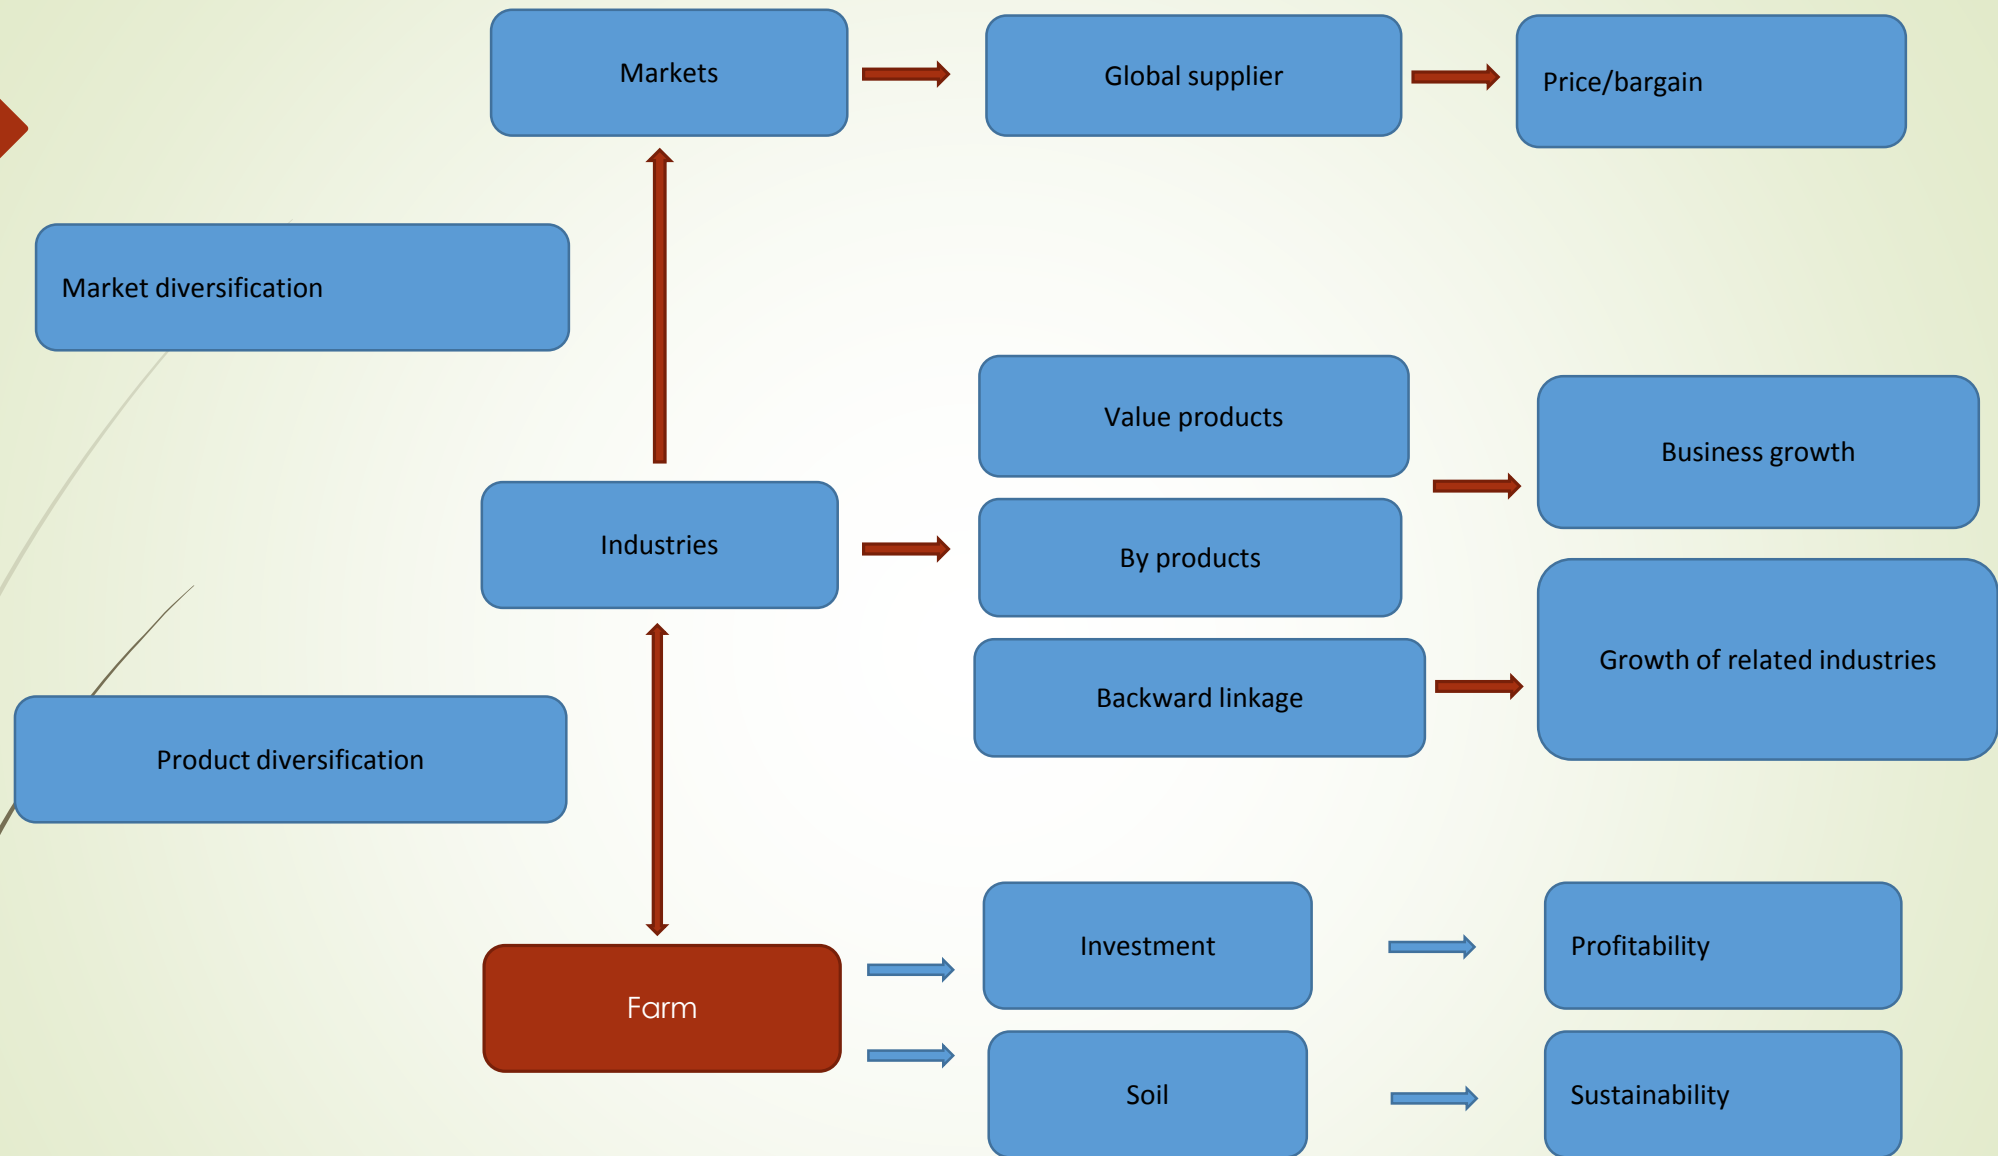 Markets
Global supplier
Price/bargain
Market diversification
Value products
Business growth
Industries
By products
Growth of related industries
Backward linkage
Product diversification
Investment
Profitability
Farm
Soil
Sustainability